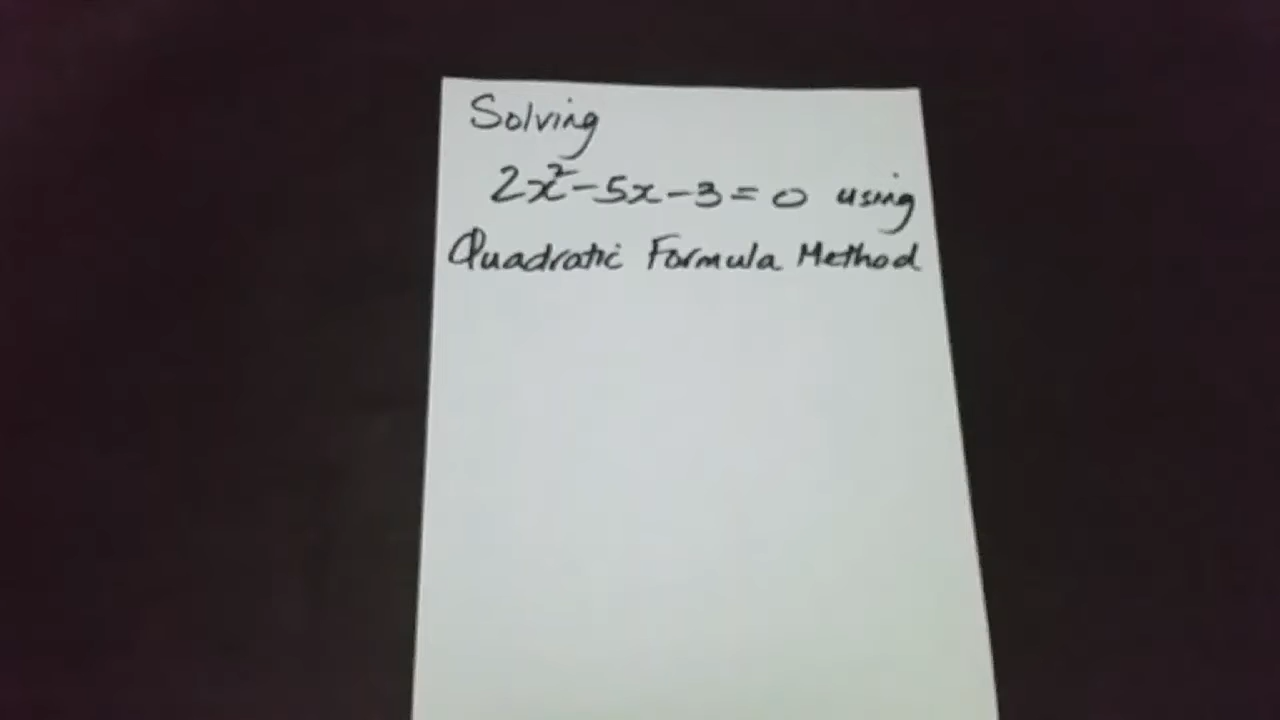 Solving
2x²-5x-3=0 using
Quadratic Formula Method